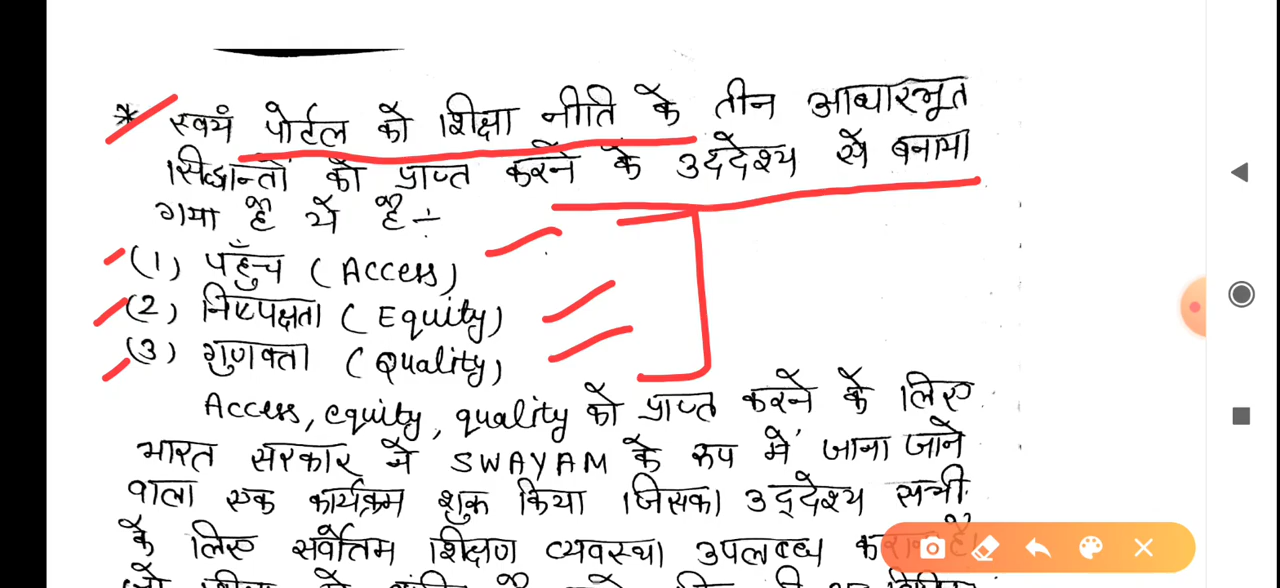 * स्वयं पोर्टल को शिक्षा नीति के तीन आधारभूत
सिद्धान्तों को प्राप्त करने के उद्देश्य से बनाया
गया है ये है ÷
(1) पहुँच (Access)
(2) निष्पक्षता (Equity)
(3) गुणवत्ता (Quality)
Access, equity, quality को प्राप्त करने के लिए
भारत सरकार ने SWAYAM के रूप में जाना जाने
वाला एक कार्यक्रम शुरू किया जिसका उद्देश्य सभी
के लिए सर्वोत्तम शिक्षण व्यवस्था उपलब्ध